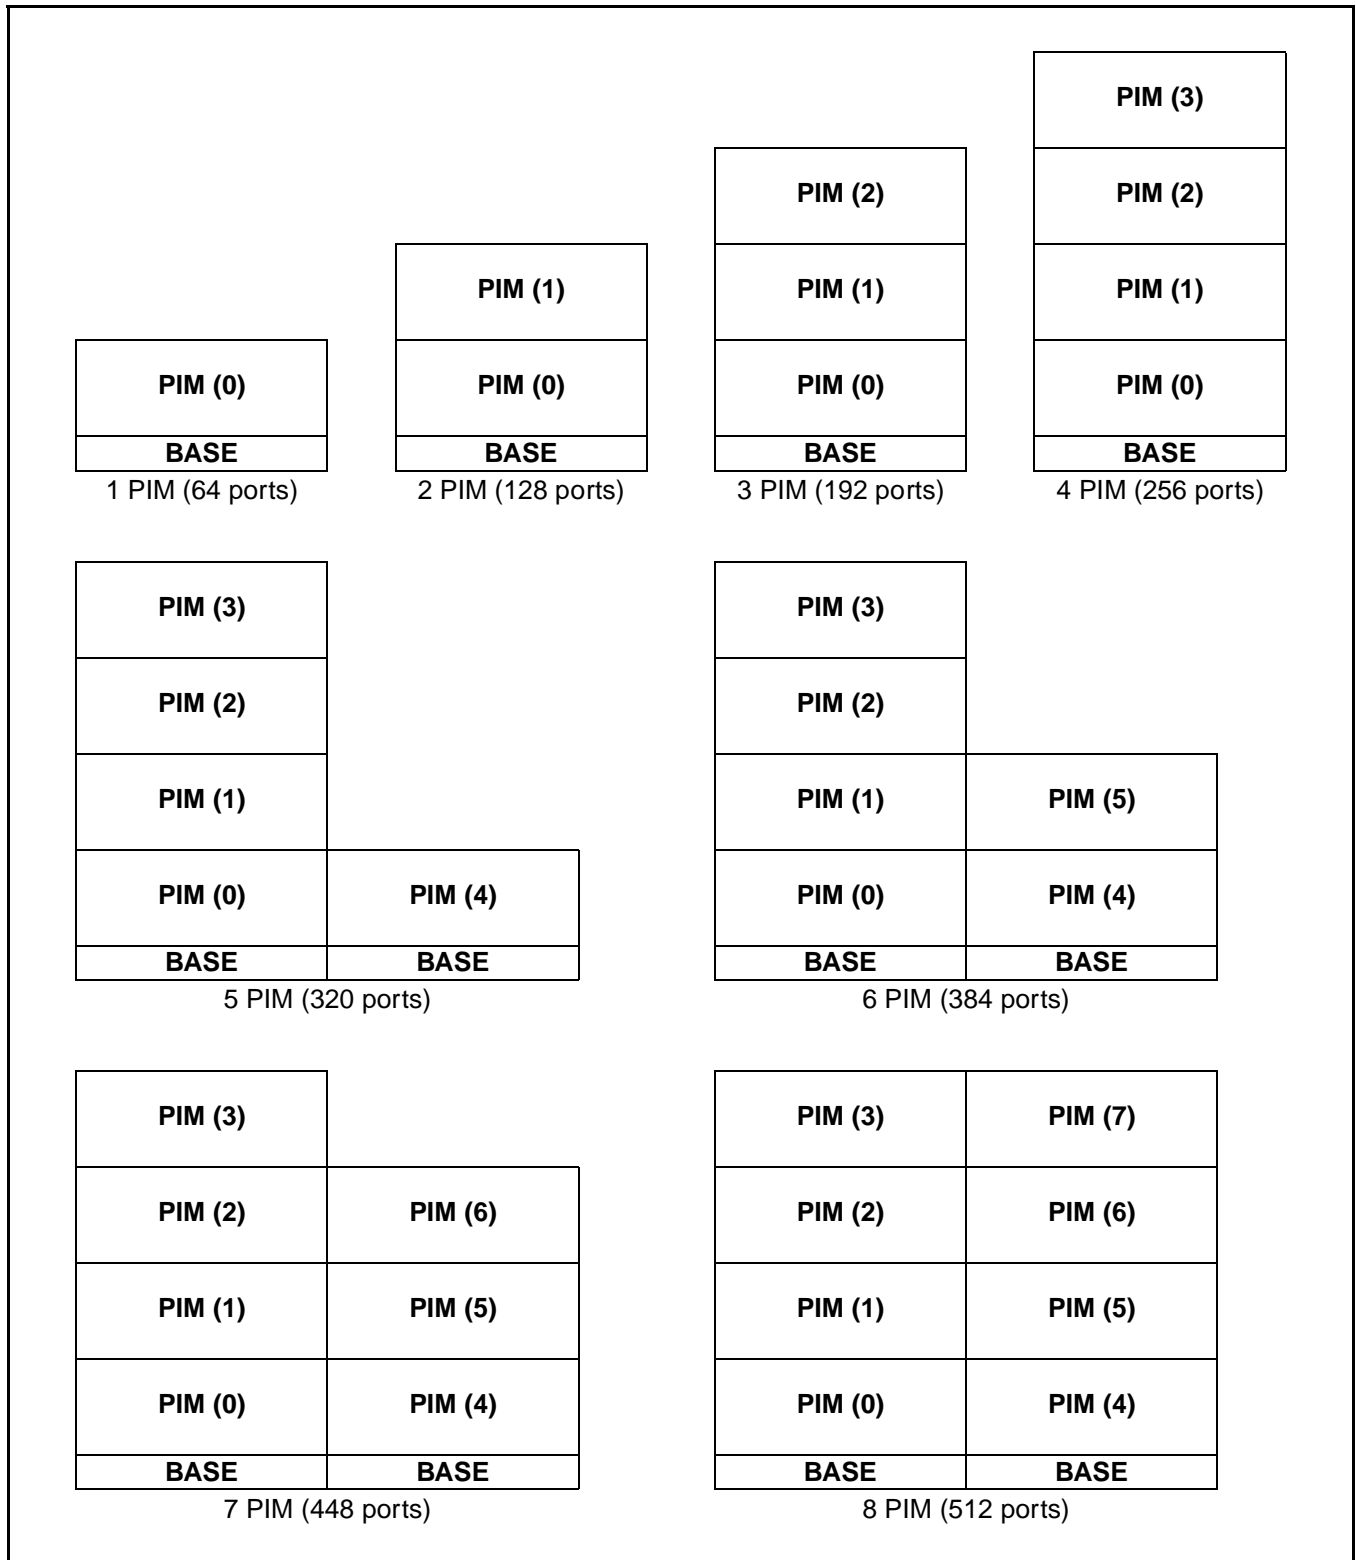 PIM (3)
PIM (2) PIM (2)
PIM (1) PIM (1) PIM (1)
PIM (0) PIM (0) PIM (0) PIM (0)
BASE BASE BASE BASE
1 PIM (64 ports) 2 PIM (128 ports) 3 PIM (192 ports) 4 PIM (256 ports)
PIM (3) PIM (3)
PIM (2) PIM (2)
PIM (1) PIM (1) PIM (5)
PIM (0) PIM (4) PIM (0) PIM (4)
BASE BASE BASE BASE
5 PIM (320 ports) 6 PIM (384 ports)
PIM (3) PIM (3) PIM (7)
PIM (2) PIM (6) PIM (2) PIM (6)
PIM (1) PIM (5) PIM (1) PIM (5)
PIM (0) PIM (4) PIM (0) PIM (4)
BASE BASE BASE BASE
7 PIM (448 ports) 8 PIM (512 ports)